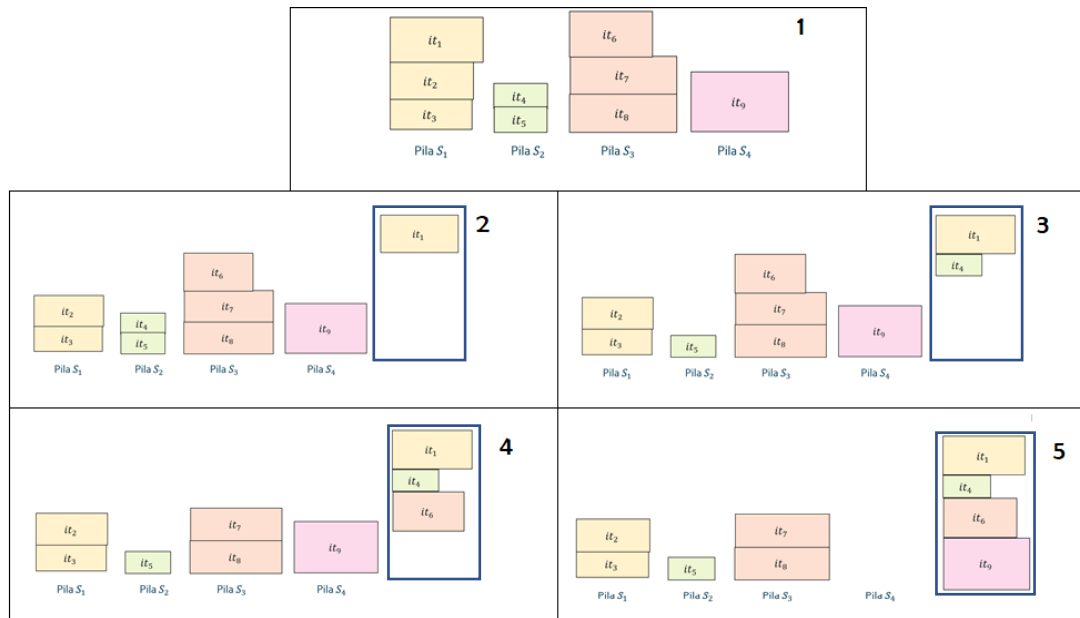 1
it₁
it₂
it₃
it₄
it₅
it₆
it₇
it₈
it₉
Pila S₁ Pila S₂ Pila S₃ Pila S₄
2
it₁
it₂
it₃
it₄
it₅
it₆
it₇
it₈
it₉
Pila S₁ Pila S₂ Pila S₃ Pila S₄
3
it₁
it₄
it₂
it₃
it₅
it₆
it₇
it₈
it₉
Pila S₁ Pila S₂ Pila S₃ Pila S₄
4
it₁
it₄
it₆
it₂
it₃
it₅
it₇
it₈
it₉
Pila S₁ Pila S₂ Pila S₃ Pila S₄
5
it₁
it₄
it₆
it₉
it₂
it₃
it₅
it₇
it₈
Pila S₁ Pila S₂ Pila S₃ Pila S₄